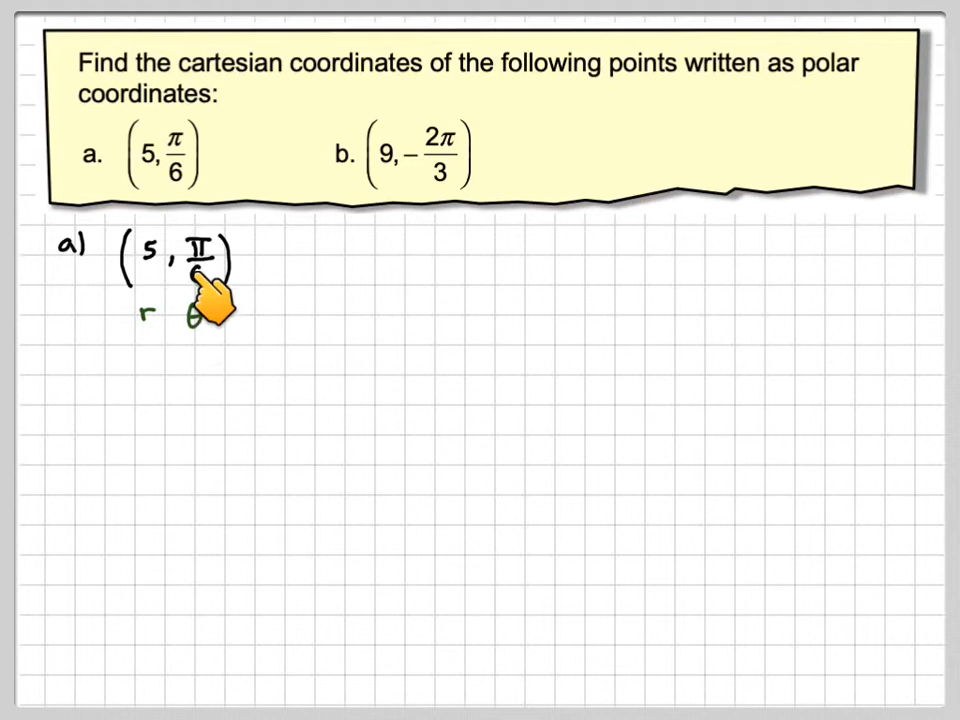 Find the cartesian coordinates of the following points written as polar
coordinates:
a. (5, π/6) b. (9, −2π/3)
a) (5, π/6)
r θ